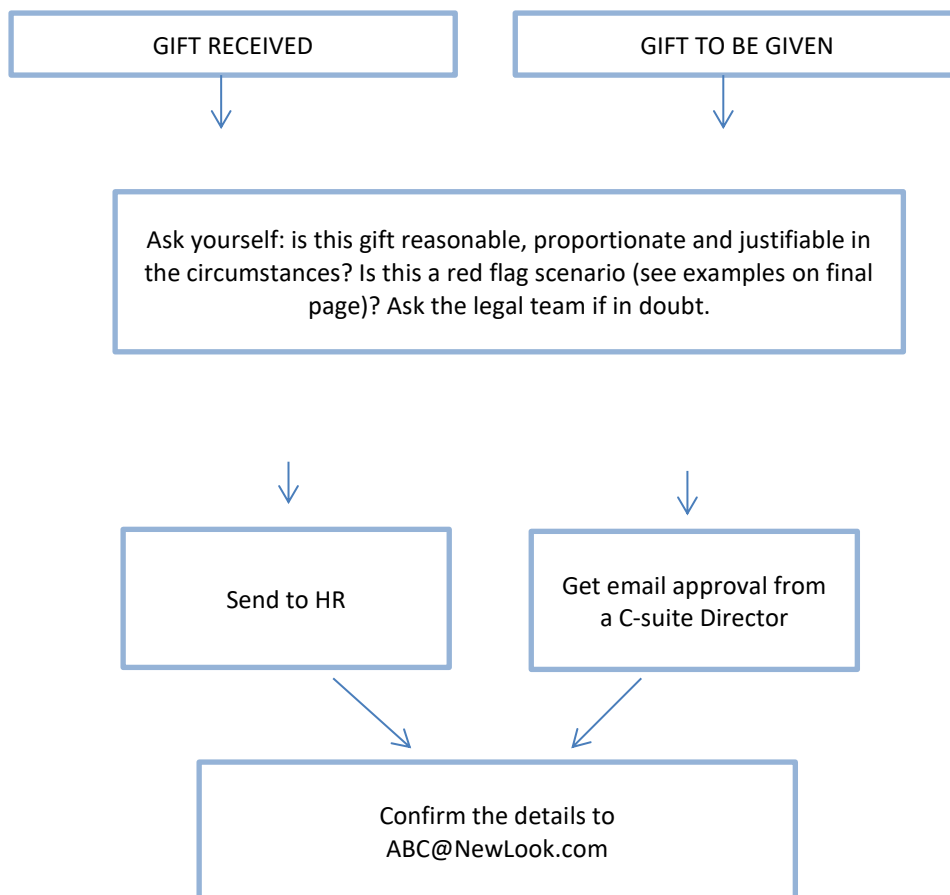 GIFT RECEIVED
GIFT TO BE GIVEN
Ask yourself: is this gift reasonable, proportionate and justifiable in
the circumstances? Is this a red flag scenario (see examples on final
page)? Ask the legal team if in doubt.
Send to HR
Get email approval from
a C-suite Director
Confirm the details to
ABC@NewLook.com